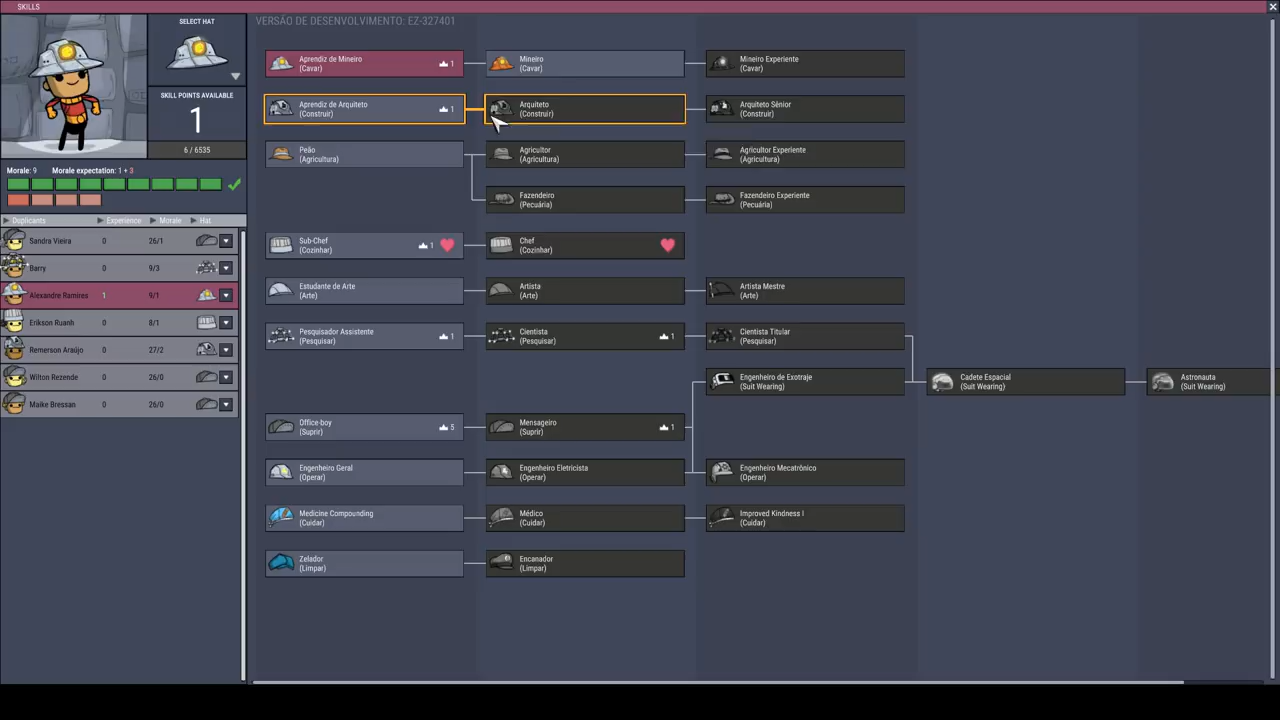 SKILLS
SELECT HAT
SKILL POINTS AVAILABLE
1
6 / 6535
Morale: 9 Morale expectation: 1 + 3
Duplicants Experience Morale Hat
Sandra Vieira 0 26/1
Barry 0 9/3
Alexandre Ramires 1 9/1
Erikson Ruanh 0 8/1
Remerson Araújo 0 27/2
Wilton Rezende 0 26/0
Maike Bressan 0 26/0
VERSÃO DE DESENVOLVIMENTO: EZ-327401
Aprendiz de Mineiro
(Cavar)
1
Mineiro
(Cavar)
Mineiro Experiente
(Cavar)
Aprendiz de Arquiteto
(Construir)
1
Arquiteto
(Construir)
Arquiteto Sênior
(Construir)
Peão
(Agricultura)
Agricultor
(Agricultura)
Agricultor Experiente
(Agricultura)
Fazendeiro
(Pecuária)
Fazendeiro Experiente
(Pecuária)
Sub-Chef
(Cozinhar)
1
Chef
(Cozinhar)
Estudante de Arte
(Arte)
Artista
(Arte)
Artista Mestre
(Arte)
Pesquisador Assistente
(Pesquisar)
1
Cientista
(Pesquisar)
1
Cientista Titular
(Pesquisar)
Engenheiro de Exotraje
(Suit Wearing)
Cadete Espacial
(Suit Wearing)
Astronauta
(Suit Wearing)
Office-boy
(Suprir)
5
Mensageiro
(Suprir)
1
Engenheiro Geral
(Operar)
Engenheiro Eletricista
(Operar)
Engenheiro Mecatrônico
(Operar)
Medicine Compounding
(Cuidar)
Médico
(Cuidar)
Improved Kindness I
(Cuidar)
Zelador
(Limpar)
Encanador
(Limpar)